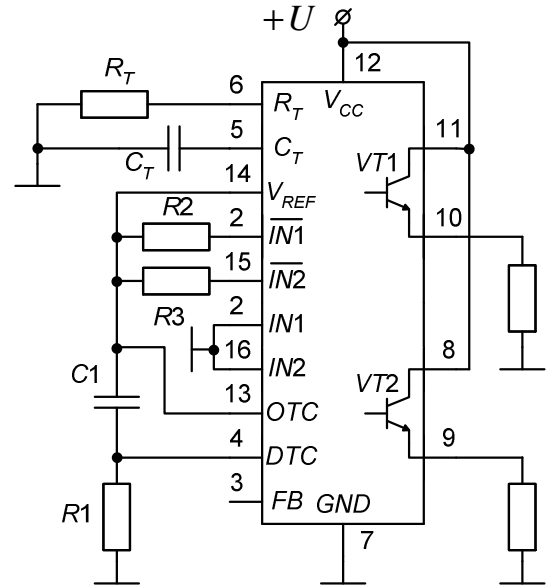 +U
12
R_T
6
R_T
V_CC
5
C_T
C_T
11
14
V_REF
VT1
R2
2
IN1
10
15
IN2
R3
2
IN1
16
IN2
8
C1
13
OTC
VT2
4
DTC
9
3
FB
GND
R1
7